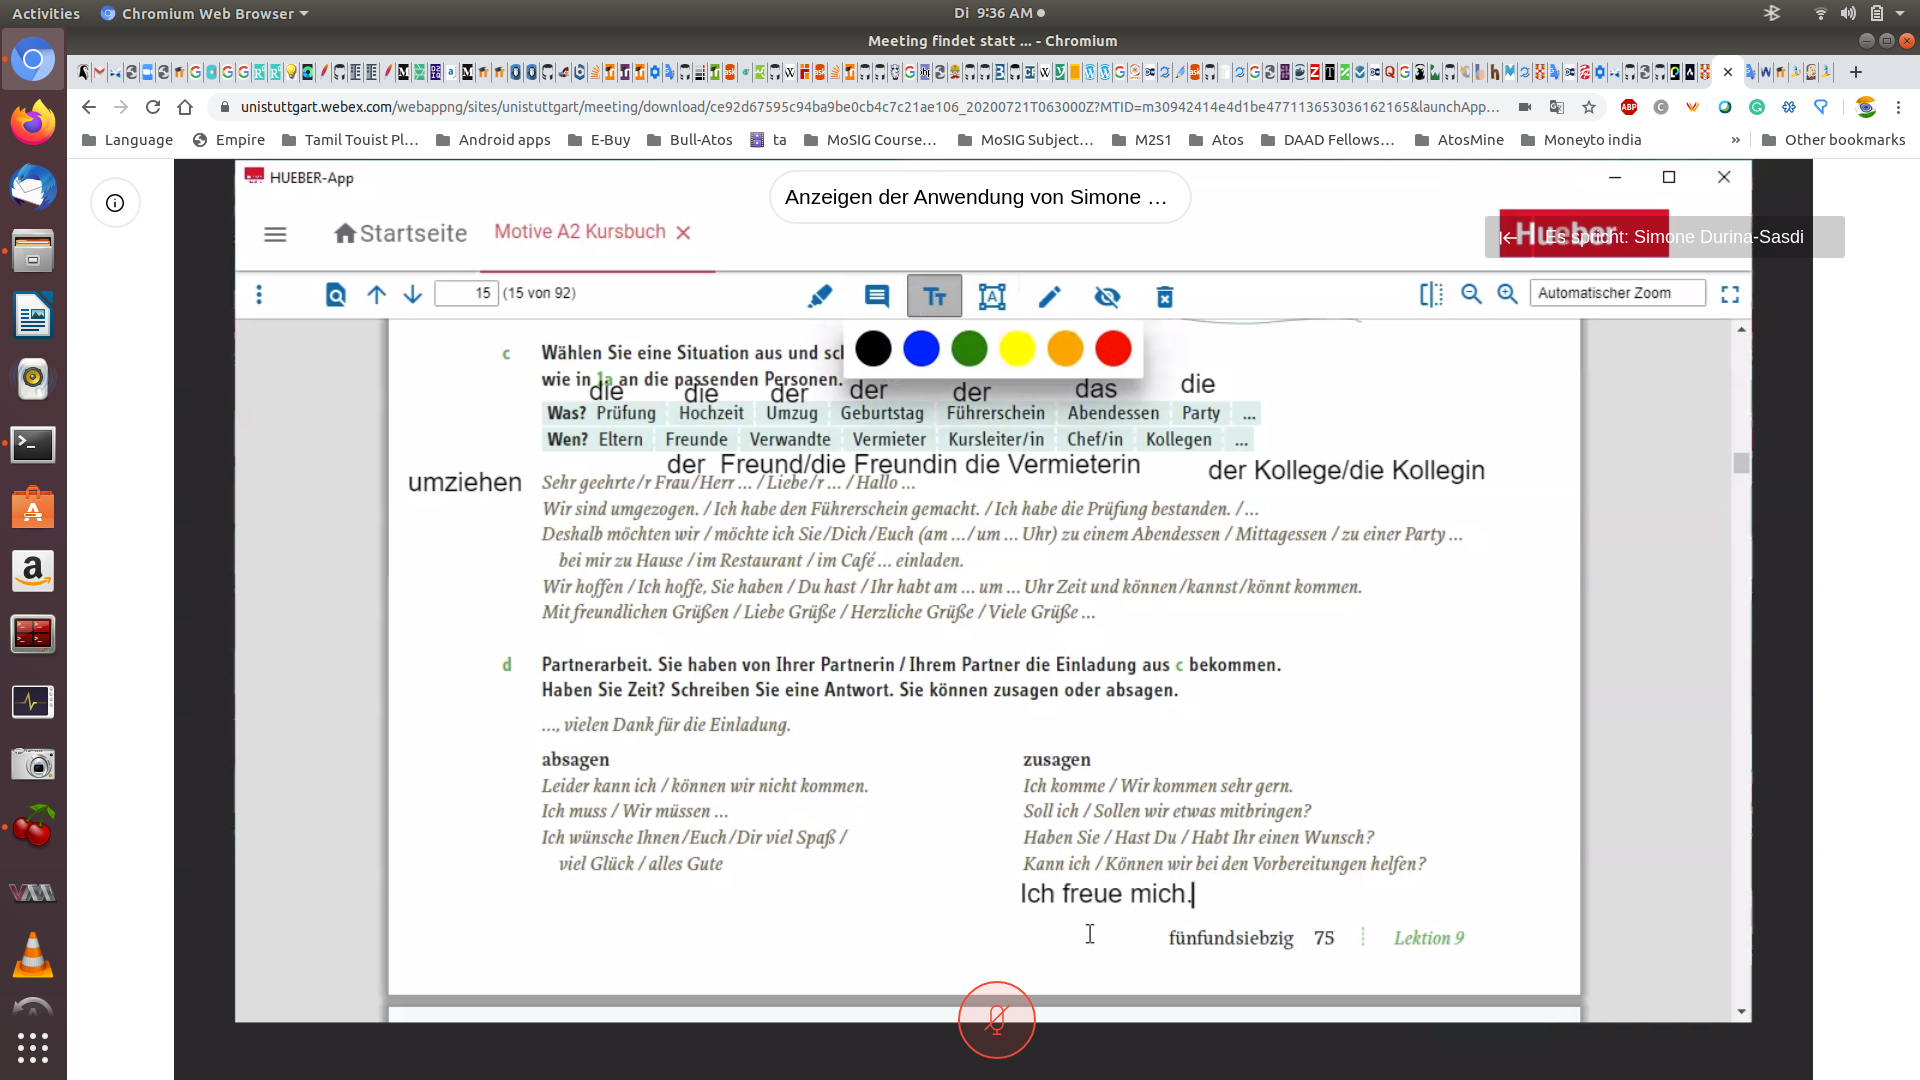 Activities
Chromium Web Browser
Di 9:36 AM
Meeting findet statt ... - Chromium
unistuttgart.webex.com/webappng/sites/unistuttgart/meeting/download/ce92d67595c94ba9be0cb4c7c21ae106_20200721T063000Z?MTID=m30942414e4d1be477113653036162165&launchApp...
Language
Empire
Tamil Touist Pl...
Android apps
E-Buy
Bull-Atos
ta
MoSIG Course...
MoSIG Subject...
M2S1
Atos
DAAD Fellows...
AtosMine
Moneyto india
»
Other bookmarks
HUEBER-App
Anzeigen der Anwendung von Simone ...
Startseite
Motive A2 Kursbuch
Hueber
Es spricht: Simone Durina-Sasdi
15 (15 von 92)
Automatischer Zoom
c Wählen Sie eine Situation aus und
wie in 1a an die passenden Personen.
die die der der der das die
Was? Prüfung Hochzeit Umzug Geburtstag Führerschein Abendessen Party ...
Wen? Eltern Freunde Verwandte Vermieter Kursleiter/in Chef/in Kollegen ...
der Freund/die Freundin die Vermieterin
der Kollege/die Kollegin
umziehen
Sehr geehrte/r Frau/Herr ... / Liebe/r ... / Hallo ...
Wir sind umgezogen. / Ich habe den Führerschein gemacht. / Ich habe die Prüfung bestanden. / ...
Deshalb möchten wir / möchte ich Sie/Dich/Euch (am ... / um ... Uhr) zu einem Abendessen / Mittagessen / zu einer Party ...
bei mir zu Hause / im Restaurant / im Café ... einladen.
Wir hoffen / Ich hoffe, Sie haben / Du hast / Ihr habt am ... um ... Uhr Zeit und können/kannst/könnt kommen.
Mit freundlichen Grüßen / Liebe Grüße / Herzliche Grüße / Viele Grüße ...
d Partnerarbeit. Sie haben von Ihrer Partnerin / Ihrem Partner die Einladung aus c bekommen.
Haben Sie Zeit? Schreiben Sie eine Antwort. Sie können zusagen oder absagen.
..., vielen Dank für die Einladung.
absagen
Leider kann ich / können wir nicht kommen.
Ich muss / Wir müssen ...
Ich wünsche Ihnen/Euch/Dir viel Spaß /
viel Glück / alles Gute
zusagen
Ich komme / Wir kommen sehr gern.
Soll ich / Sollen wir etwas mitbringen?
Haben Sie / Hast Du / Habt Ihr einen Wunsch?
Kann ich / Können wir bei den Vorbereitungen helfen?
Ich freue mich.
fünfundsiebzig 75 Lektion 9